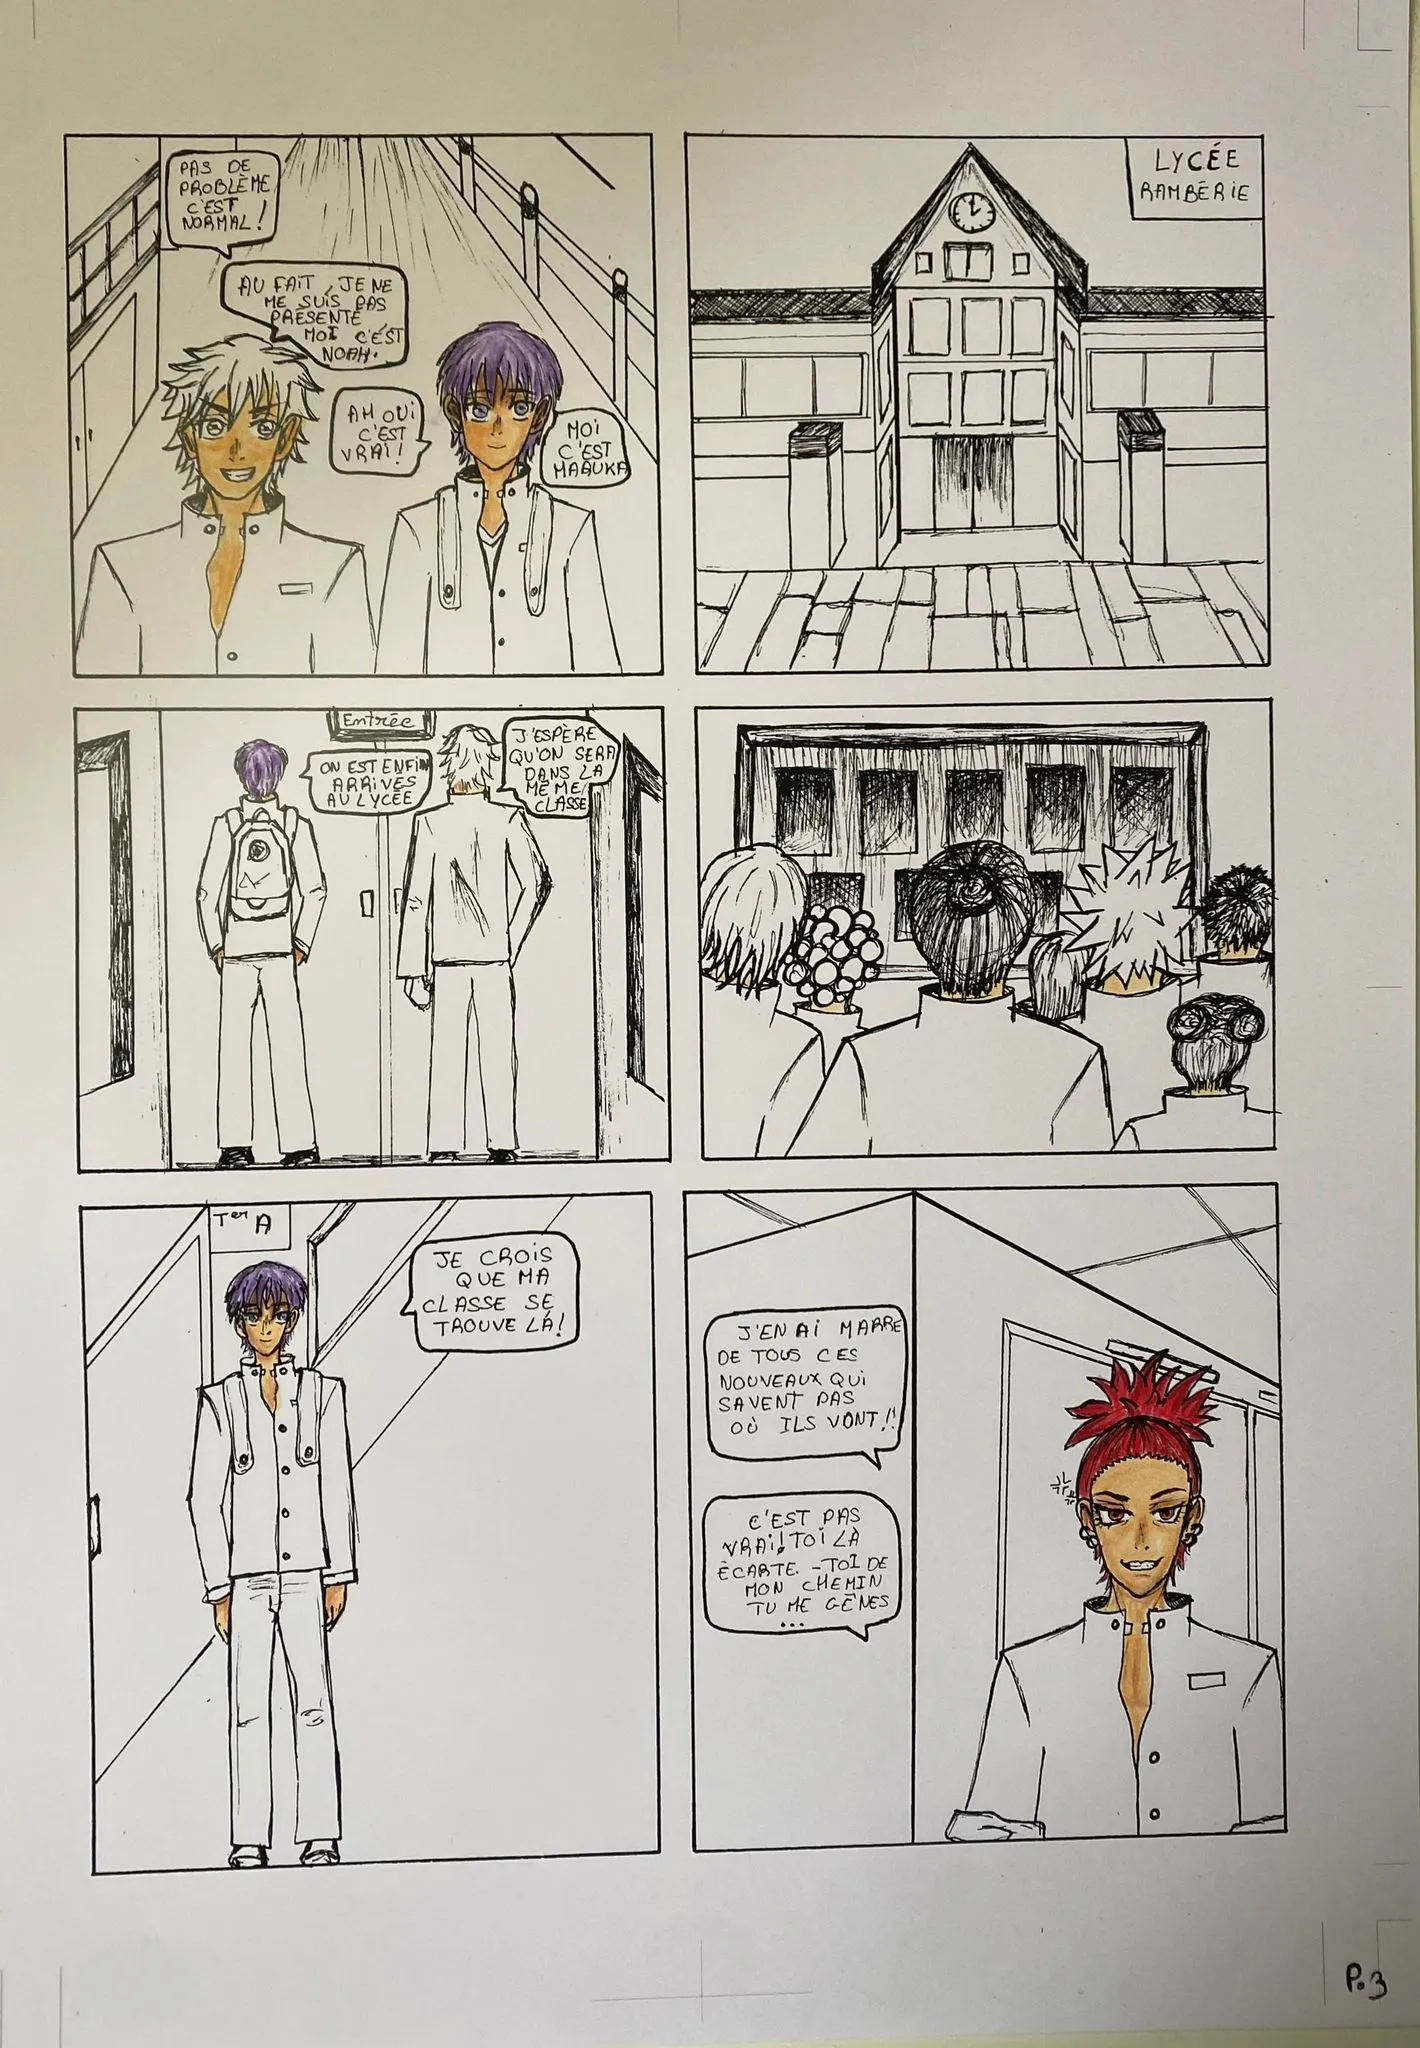 PAS DE
PROBLÈME
C'EST
NORMAL!
AU FAIT, JE NE
ME SUIS PAS
PRÉSENTÉ
MOI C'EST
NOAH.
AH OUI
C'EST
VRAI!
MOI
C'EST
MABUKA
LYCÉE
RAMBÉRIE
Entrée
ON EST ENFIN
ARRIVÉS
AU LYCÉE
J'ESPÈRE
QU'ON SERA
DANS LA
MÊME
CLASSE
Ter A
JE CROIS
QUE MA
CLASSE SE
TROUVE LÀ!
J'EN AI MARRE
DE TOUS CES
NOUVEAUX QUI
SAVENT PAS
OÙ ILS VONT!!
C'EST PAS
VRAI! TOI LÀ
ÉCARTE-TOI DE
MON CHEMIN
TU ME GÊNES
...
P.3